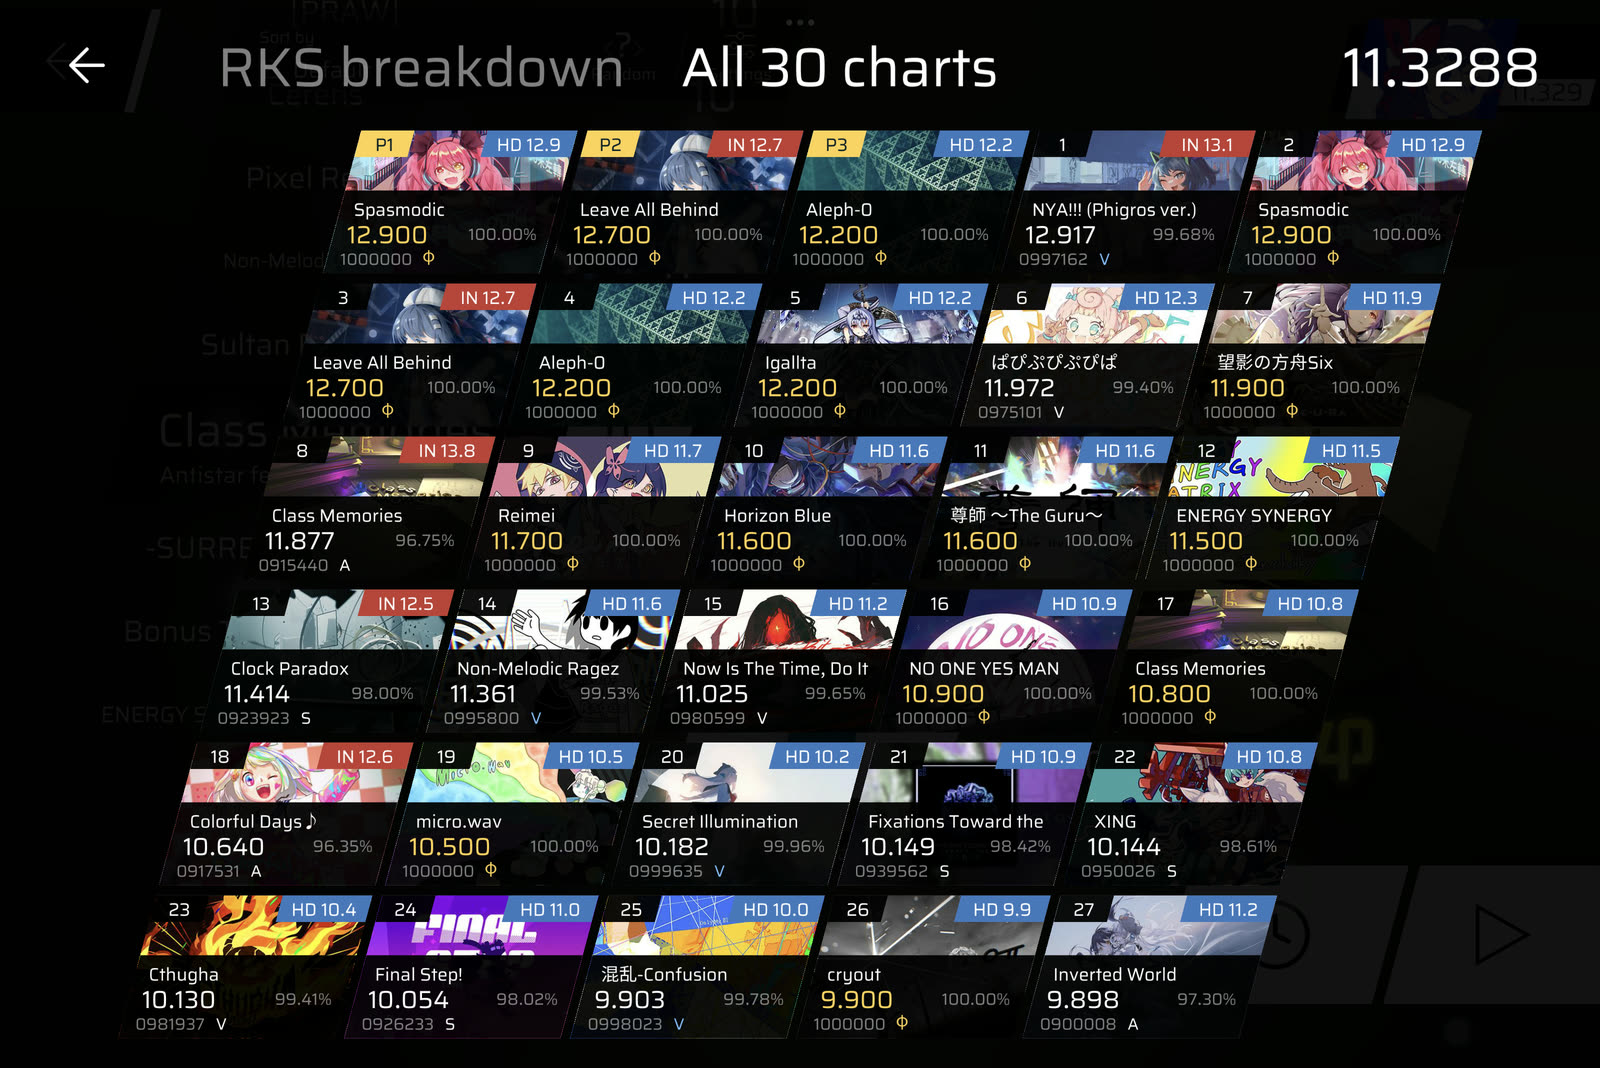 RKS breakdown All 30 charts 11.3288
P1 HD 12.9
Spasmodic
12.900 100.00%
1000000 φ
P2 IN 12.7
Leave All Behind
12.700 100.00%
1000000 φ
P3 HD 12.2
Aleph-0
12.200 100.00%
1000000 φ
1 IN 13.1
NYA!!! (Phigros ver.)
12.917 99.68%
0997162 V
2 HD 12.9
Spasmodic
12.900 100.00%
1000000 φ
3 IN 12.7
Leave All Behind
12.700 100.00%
1000000 φ
4 HD 12.2
Aleph-0
12.200 100.00%
1000000 φ
5 HD 12.2
Igallta
12.200 100.00%
1000000 φ
6 HD 12.3
ぱぴぷぴぷぴぱ
11.972 99.40%
0975101 V
7 HD 11.9
望影の方舟Six
11.900 100.00%
1000000 φ
8 IN 13.8
Class Memories
11.877 96.75%
0915440 A
9 HD 11.7
Reimei
11.700 100.00%
1000000 φ
10 HD 11.6
Horizon Blue
11.600 100.00%
1000000 φ
11 HD 11.6
尊師 ～The Guru～
11.600 100.00%
1000000 φ
12 HD 11.5
ENERGY SYNERGY
11.500 100.00%
1000000 φ
13 IN 12.5
Clock Paradox
11.414 98.00%
0923923 S
14 HD 11.6
Non-Melodic Ragez
11.361 99.53%
0995800 V
15 HD 11.2
Now Is The Time, Do It
11.025 99.65%
0980599 V
16 HD 10.9
NO ONE YES MAN
10.900 100.00%
1000000 φ
17 HD 10.8
Class Memories
10.800 100.00%
1000000 φ
18 IN 12.6
Colorful Days♪
10.640 96.35%
0917531 A
19 HD 10.5
micro.wav
10.500 100.00%
1000000 φ
20 HD 10.2
Secret Illumination
10.182 99.96%
0999635 V
21 HD 10.9
Fixations Toward the
10.149 98.42%
0939562 S
22 HD 10.8
XING
10.144 98.61%
0950026 S
23 HD 10.4
Cthugha
10.130 99.41%
0981937 V
24 HD 11.0
Final Step!
10.054 98.02%
0926233 S
25 HD 10.0
混乱-Confusion
9.903 99.78%
0998023 V
26 HD 9.9
cryout
9.900 100.00%
1000000 φ
27 HD 11.2
Inverted World
9.898 97.30%
0900008 A